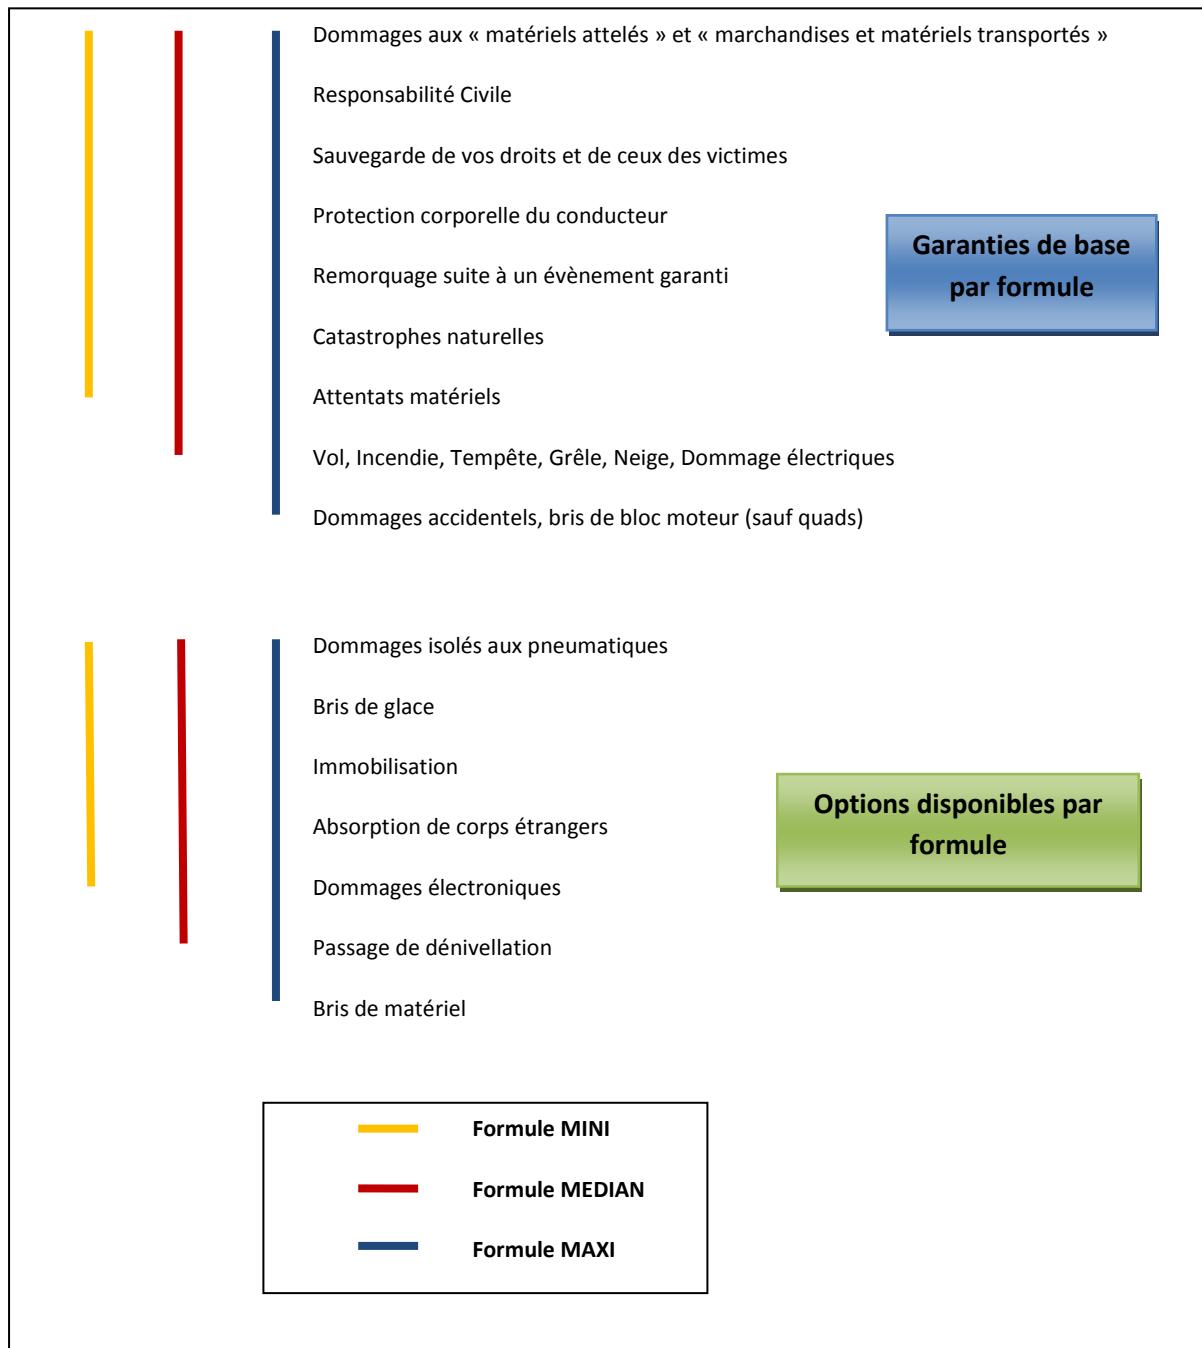 Dommages aux « matériels attelés » et « marchandises et matériels transportés »
Responsabilité Civile
Sauvegarde de vos droits et de ceux des victimes
Protection corporelle du conducteur
Garanties de base
par formule
Remorquage suite à un évènement garanti
Catastrophes naturelles
Attentats matériels
Vol, Incendie, Tempête, Grêle, Neige, Dommage électriques
Dommages accidentels, bris de bloc moteur (sauf quads)
Dommages isolés aux pneumatiques
Bris de glace
Immobilisation
Options disponibles par
formule
Absorption de corps étrangers
Dommages électroniques
Passage de dénivellation
Bris de matériel
Formule MINI
Formule MEDIAN
Formule MAXI